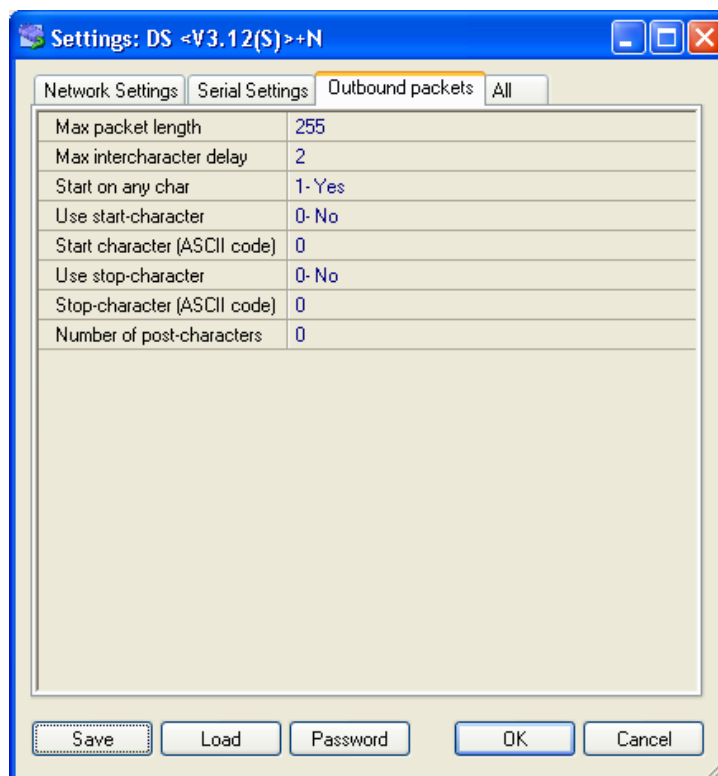 Settings: DS <V3.12(S)>+N
Network Settings Serial Settings Outbound packets All
Max packet length 255
Max intercharacter delay 2
Start on any char 1- Yes
Use start-character 0- No
Start character (ASCII code) 0
Use stop-character 0- No
Stop-character (ASCII code) 0
Number of post-characters 0
Save Load Password OK Cancel